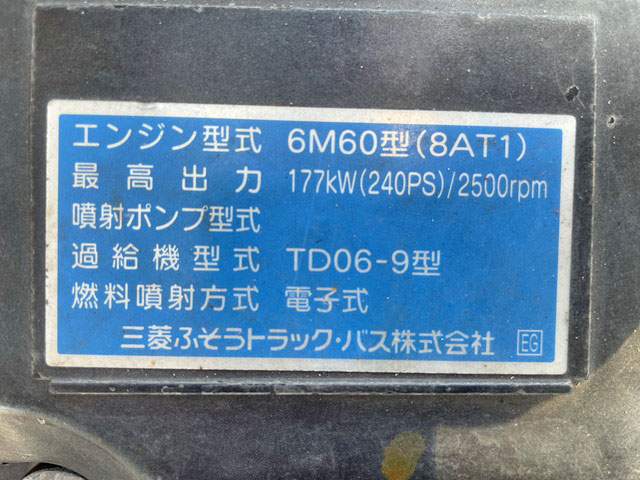 エンジン型式 6M60型(8AT1)
最高出力 177kW(240PS)/2500rpm
噴射ポンプ型式
過給機型式 TD06-9型
燃料噴射方式 電子式
三菱ふそうトラック・バス株式会社 EG